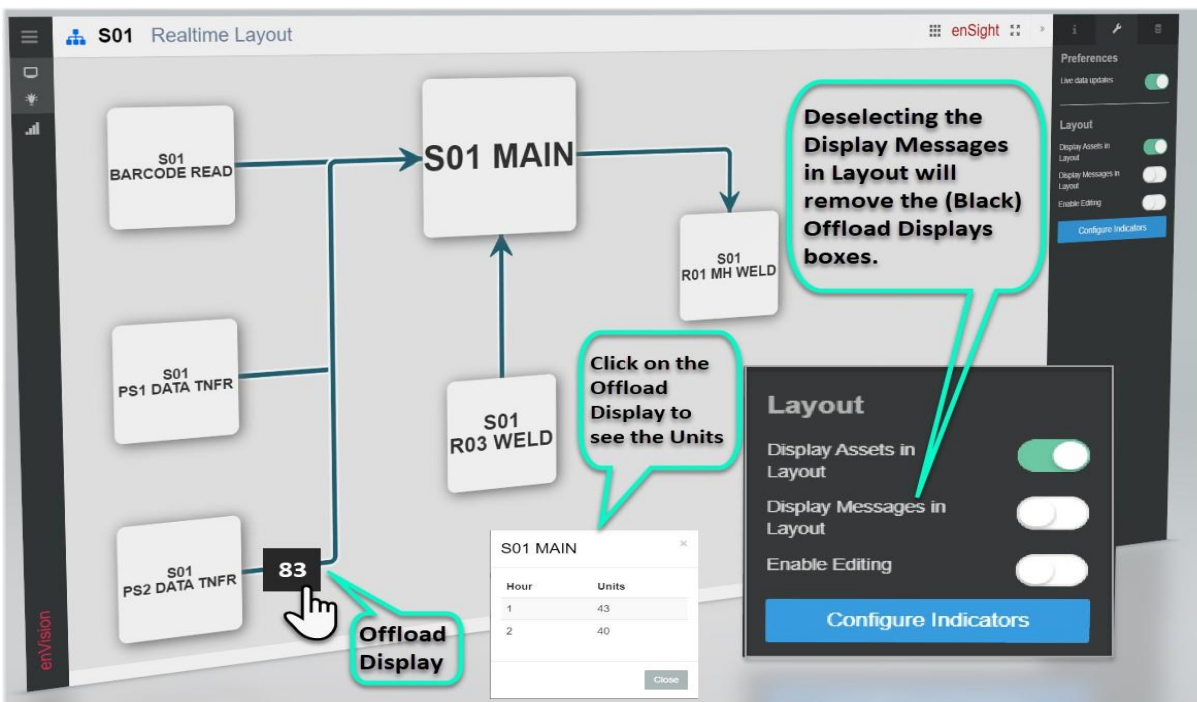 S01 Realtime Layout
enSight
Preferences
Live data updates
Layout
Display Assets in
Layout
Display Messages in
Layout
Enable Editing
Configure Indicators
S01
BARCODE READ
S01 MAIN
S01
R01 MH WELD
S01
PS1 DATA TNFR
S01
R03 WELD
S01
PS2 DATA TNFR
83
Offload
Display
Click on the
Offload
Display to
see the Units
Deselecting the
Display Messages
in Layout will
remove the (Black)
Offload Displays
boxes.
S01 MAIN ×
Hour Units
1 43
2 40
Close
Layout
Display Assets in
Layout
Display Messages in
Layout
Enable Editing
Configure Indicators
enVision